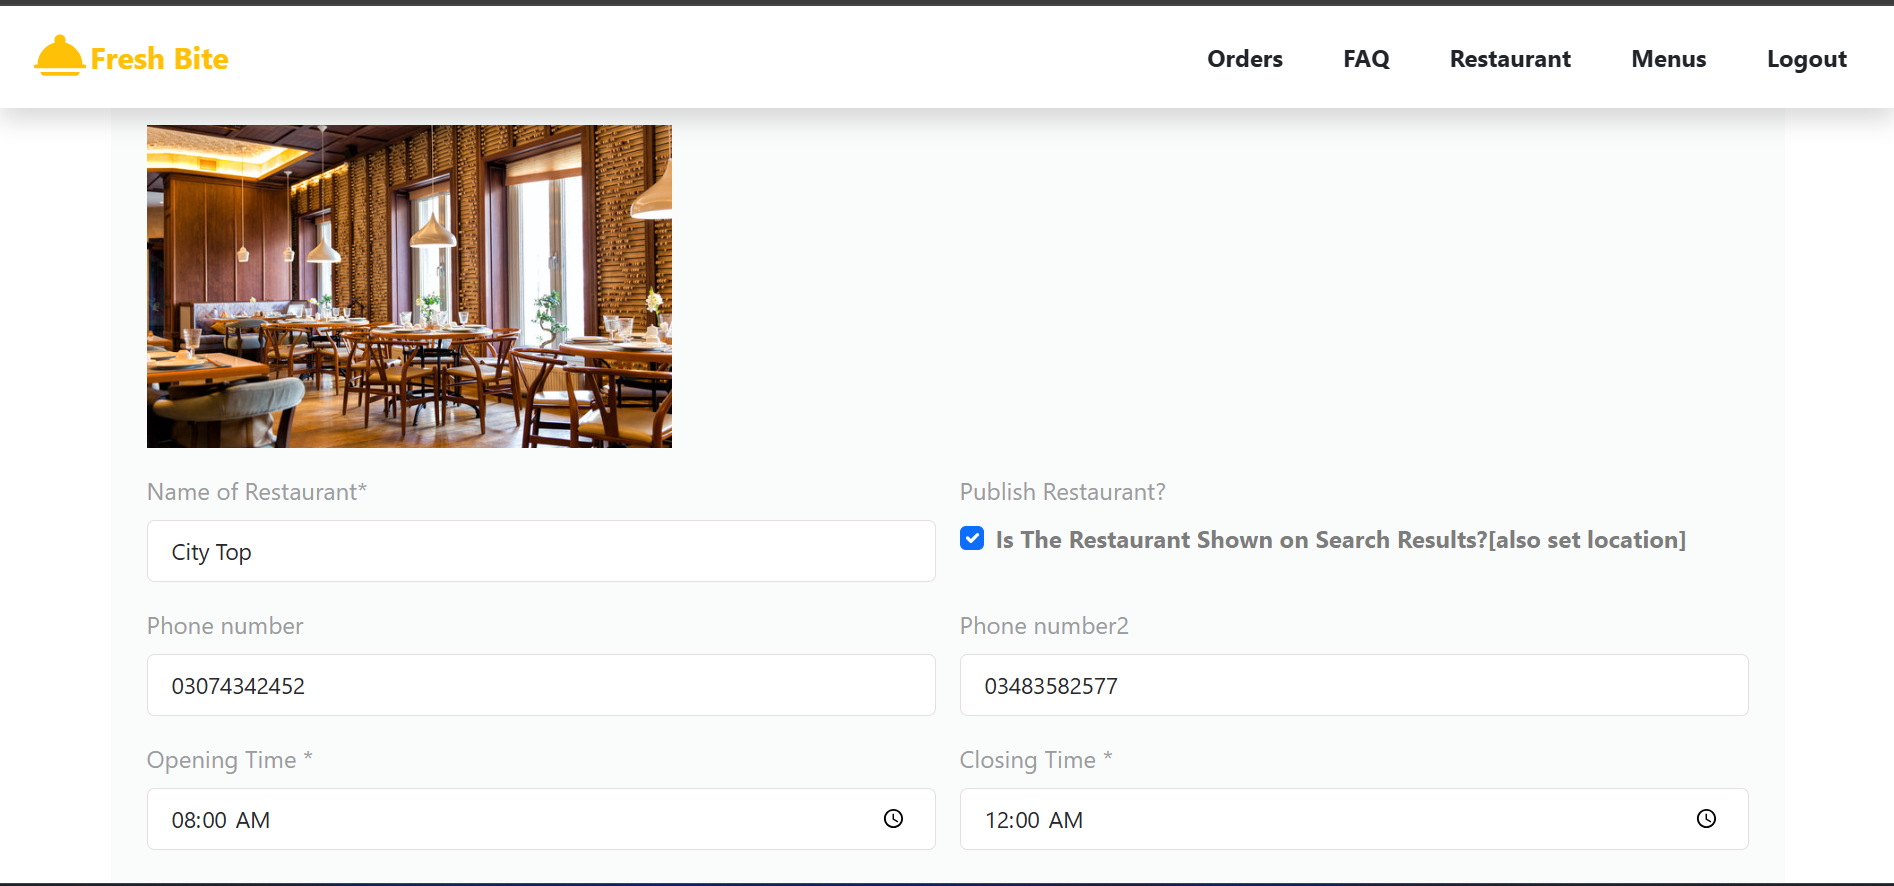 Fresh Bite
Orders FAQ Restaurant Menus Logout
Name of Restaurant*
Publish Restaurant?
City Top
Is The Restaurant Shown on Search Results?[also set location]
Phone number
Phone number2
03074342452
03483582577
Opening Time *
Closing Time *
08:00 AM
12:00 AM